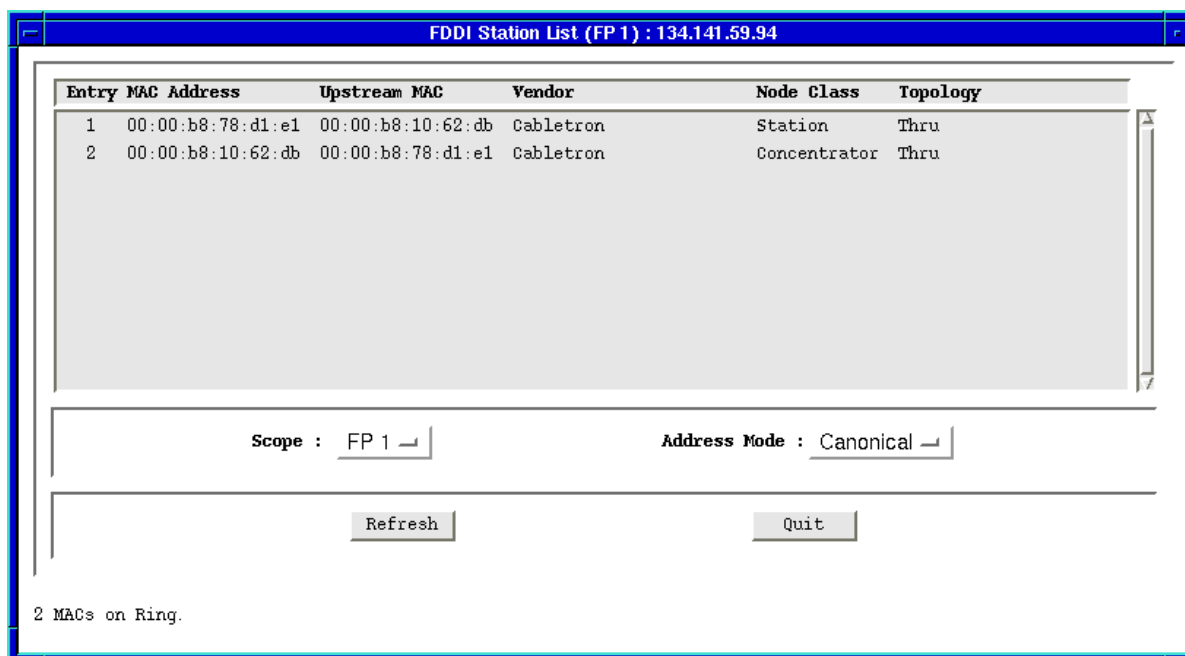 FDDI Station List (FP 1) : 134.141.59.94
Entry MAC Address Upstream MAC Vendor Node Class Topology
1 00:00:b8:78:d1:e1 00:00:b8:10:62:db Cabletron Station Thru
2 00:00:b8:10:62:db 00:00:b8:78:d1:e1 Cabletron Concentrator Thru
Scope : FP 1 Address Mode : Canonical
Refresh Quit
2 MACs on Ring.